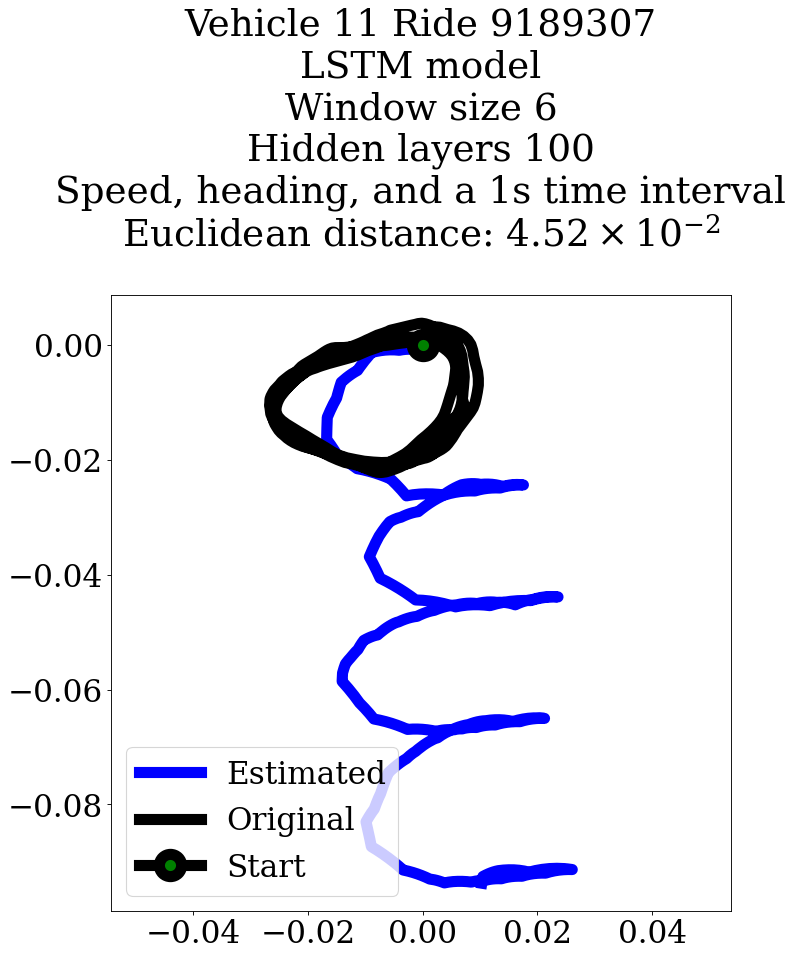 Vehicle 11 Ride 9189307
LSTM model
Window size 6
Hidden layers 100
Speed, heading, and a 1s time interval
Euclidean distance: 4.52 × 10⁻²
0.00
−0.02
−0.04
−0.06
−0.08
Estimated
Original
Start
−0.04 −0.02 0.00 0.02 0.04